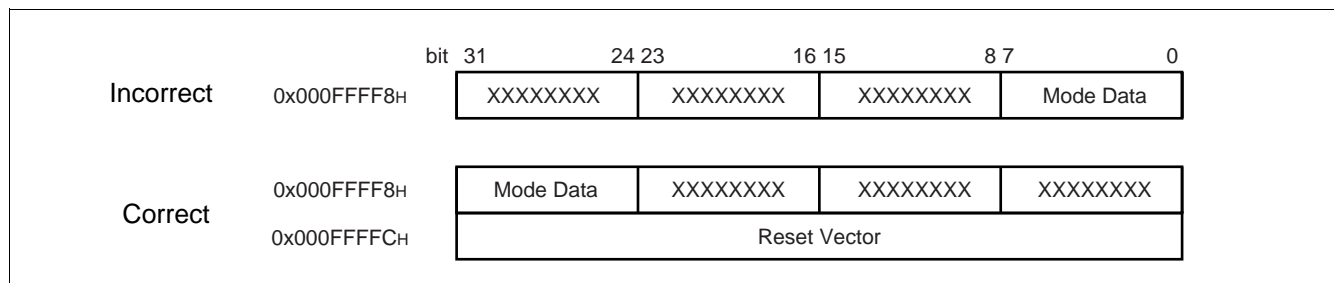 bit 31 24 23 16 15 8 7 0
Incorrect 0x000FFFF8H XXXXXXXX XXXXXXXX XXXXXXXX Mode Data
Correct
0x000FFFF8H Mode Data XXXXXXXX XXXXXXXX XXXXXXXX
0x000FFFFCH Reset Vector